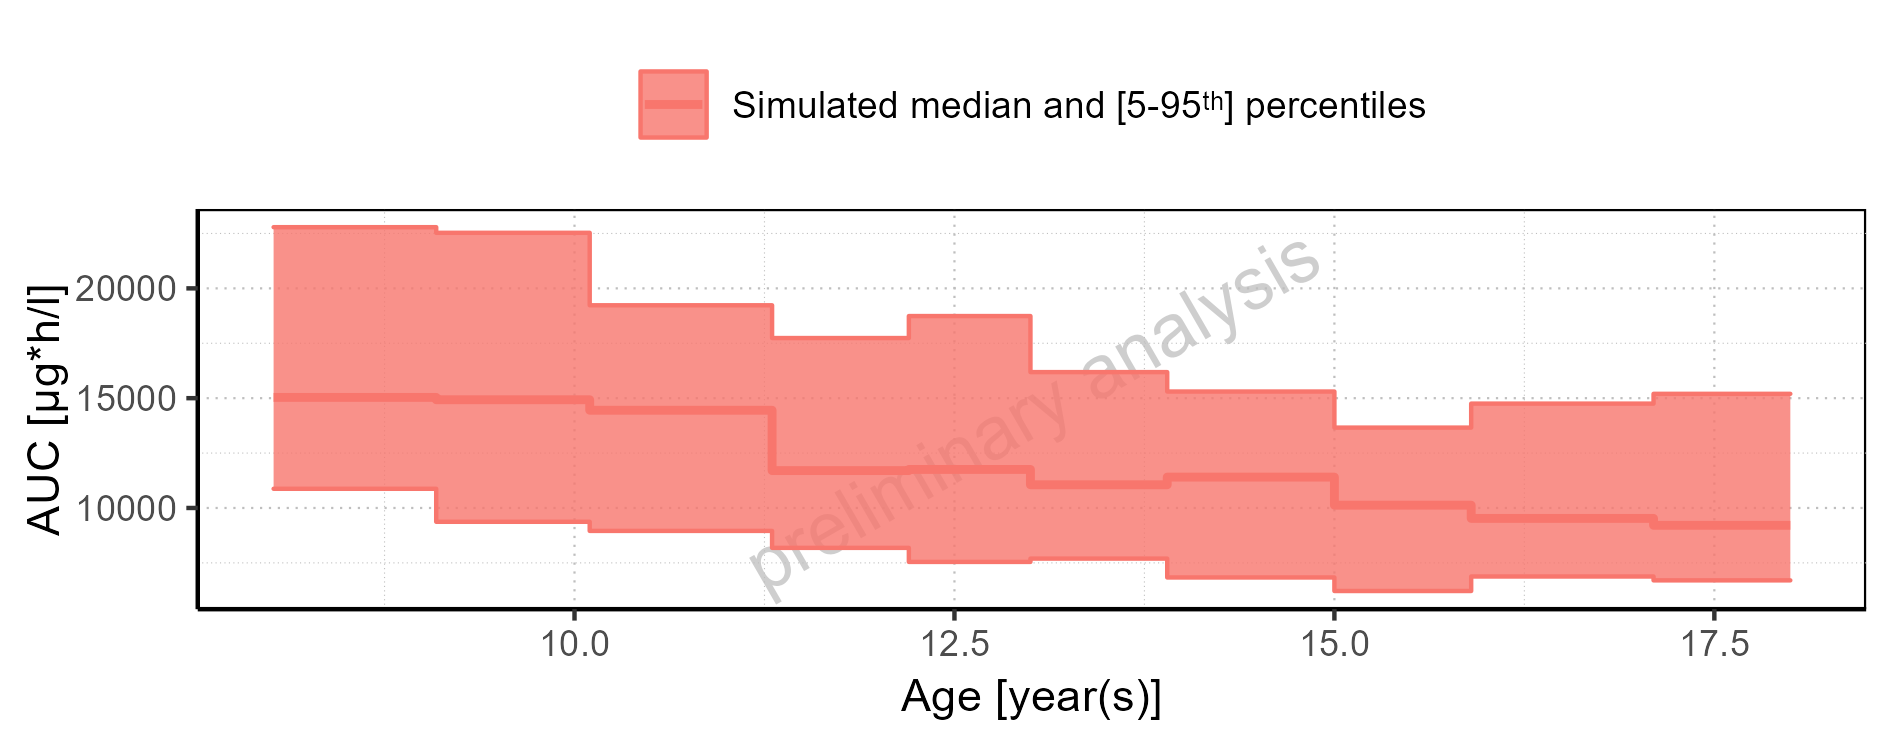 Simulated median and [5-95th] percentiles
AUC [µg*h/l]
20000
15000
10000
preliminary analysis
10.0 12.5 15.0 17.5
Age [year(s)]